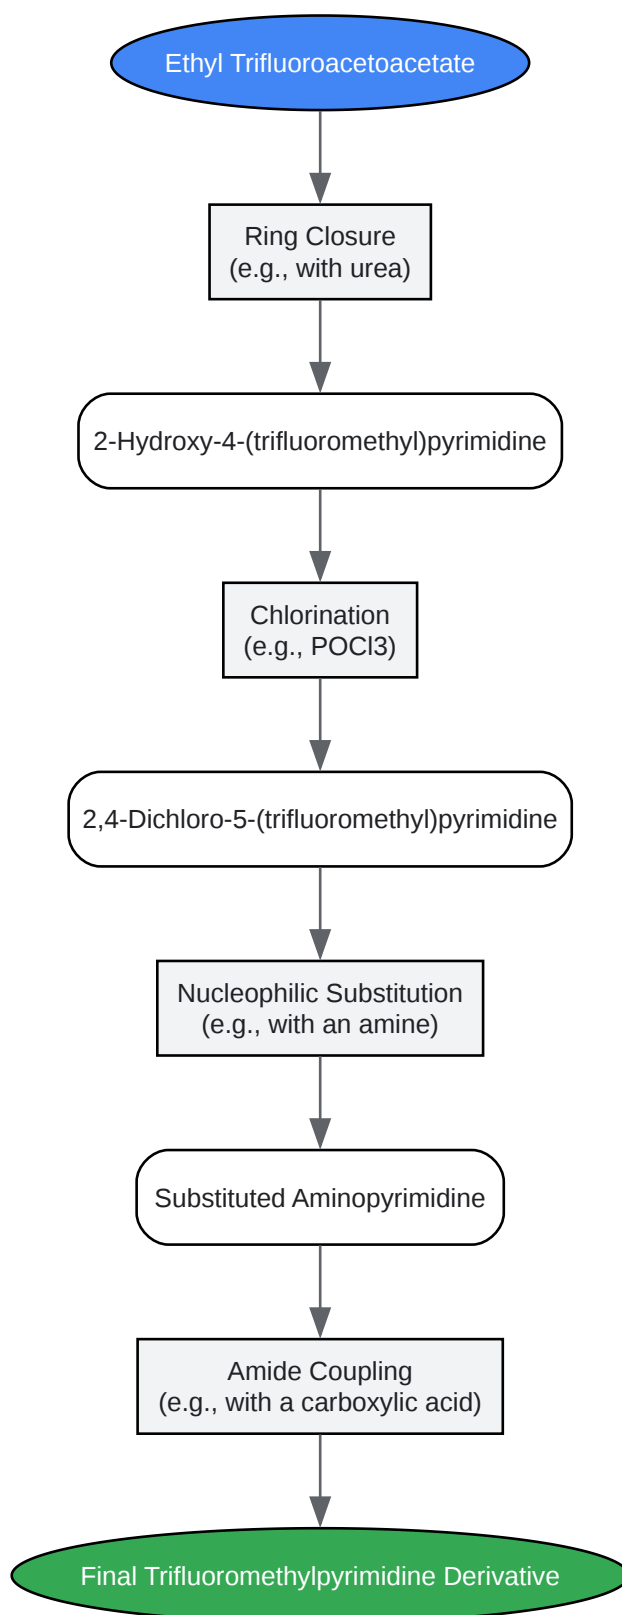 Ethyl Trifluoroacetoacetate
Ring Closure
(e.g., with urea)
2-Hydroxy-4-(trifluoromethyl)pyrimidine
Chlorination
(e.g., POCl3)
2,4-Dichloro-5-(trifluoromethyl)pyrimidine
Nucleophilic Substitution
(e.g., with an amine)
Substituted Aminopyrimidine
Amide Coupling
(e.g., with a carboxylic acid)
Final Trifluoromethylpyrimidine Derivative